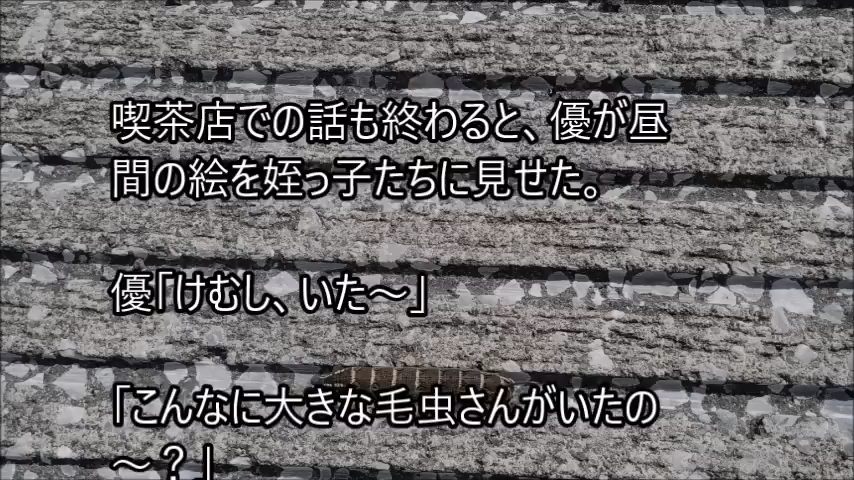 喫茶店での話も終わると、優が昼
間の絵を姪っ子たちに見せた。
優「けむし、いた～」
「こんなに大きな毛虫さんがいたの
～？」